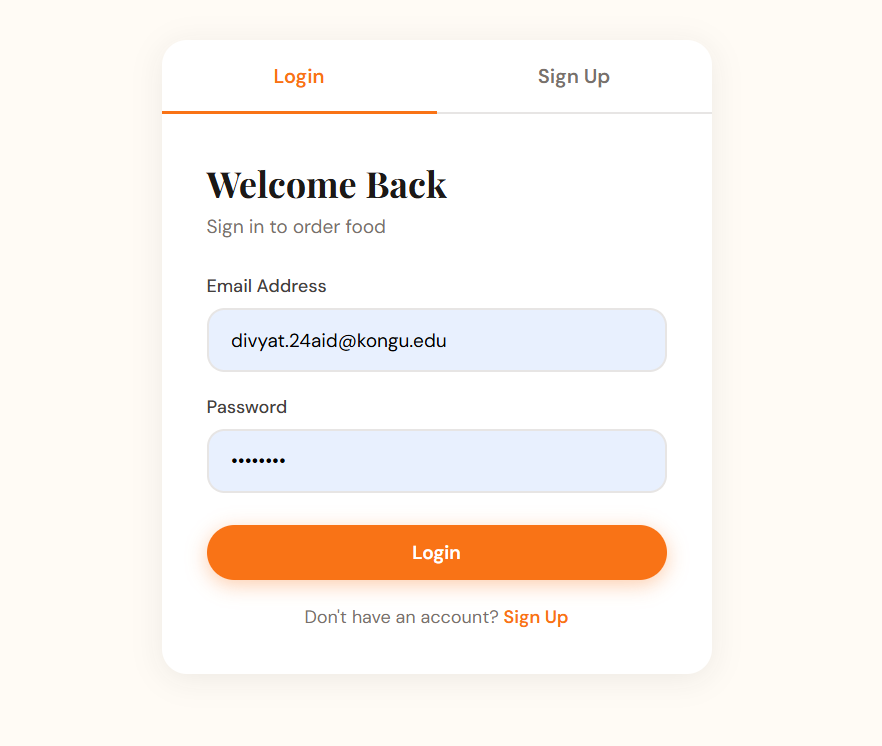 Login Sign Up
Welcome Back
Sign in to order food
Email Address
divyat.24aid@kongu.edu
Password
••••••••
Login
Don't have an account? Sign Up